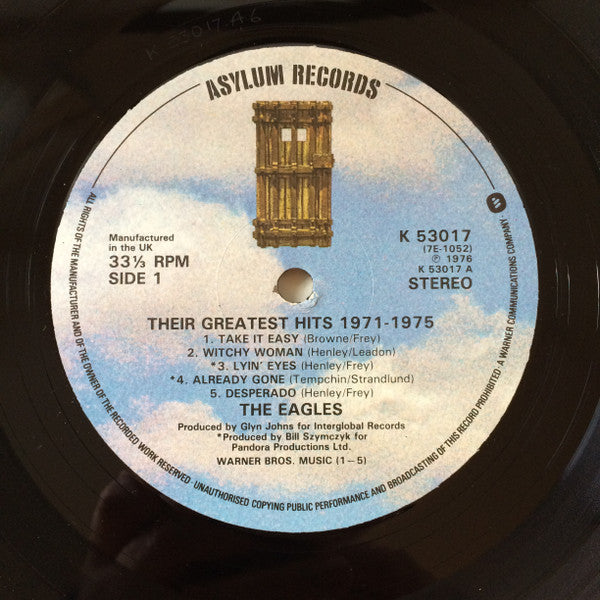 K 53017 A6
ASYLUM RECORDS
Manufactured
in the UK
33⅓ RPM
SIDE 1
K 53017
(7E-1052)
℗ 1976
K 53017 A
STEREO
THEIR GREATEST HITS 1971-1975
1. TAKE IT EASY (Browne/Frey)
2. WITCHY WOMAN (Henley/Leadon)
*3. LYIN' EYES (Henley/Frey)
*4. ALREADY GONE (Tempchin/Strandlund)
5. DESPERADO (Henley/Frey)
THE EAGLES
Produced by Glyn Johns for Interglobal Records
*Produced by Bill Szymczyk for
Pandora Productions Ltd.
WARNER BROS. MUSIC (1–5)
ALL RIGHTS OF THE MANUFACTURER AND OF THE OWNER OF THE RECORDED WORK RESERVED · UNAUTHORISED COPYING PUBLIC PERFORMANCE AND BROADCASTING OF THIS RECORD PROHIBITED · A WARNER COMMUNICATIONS COMPANY